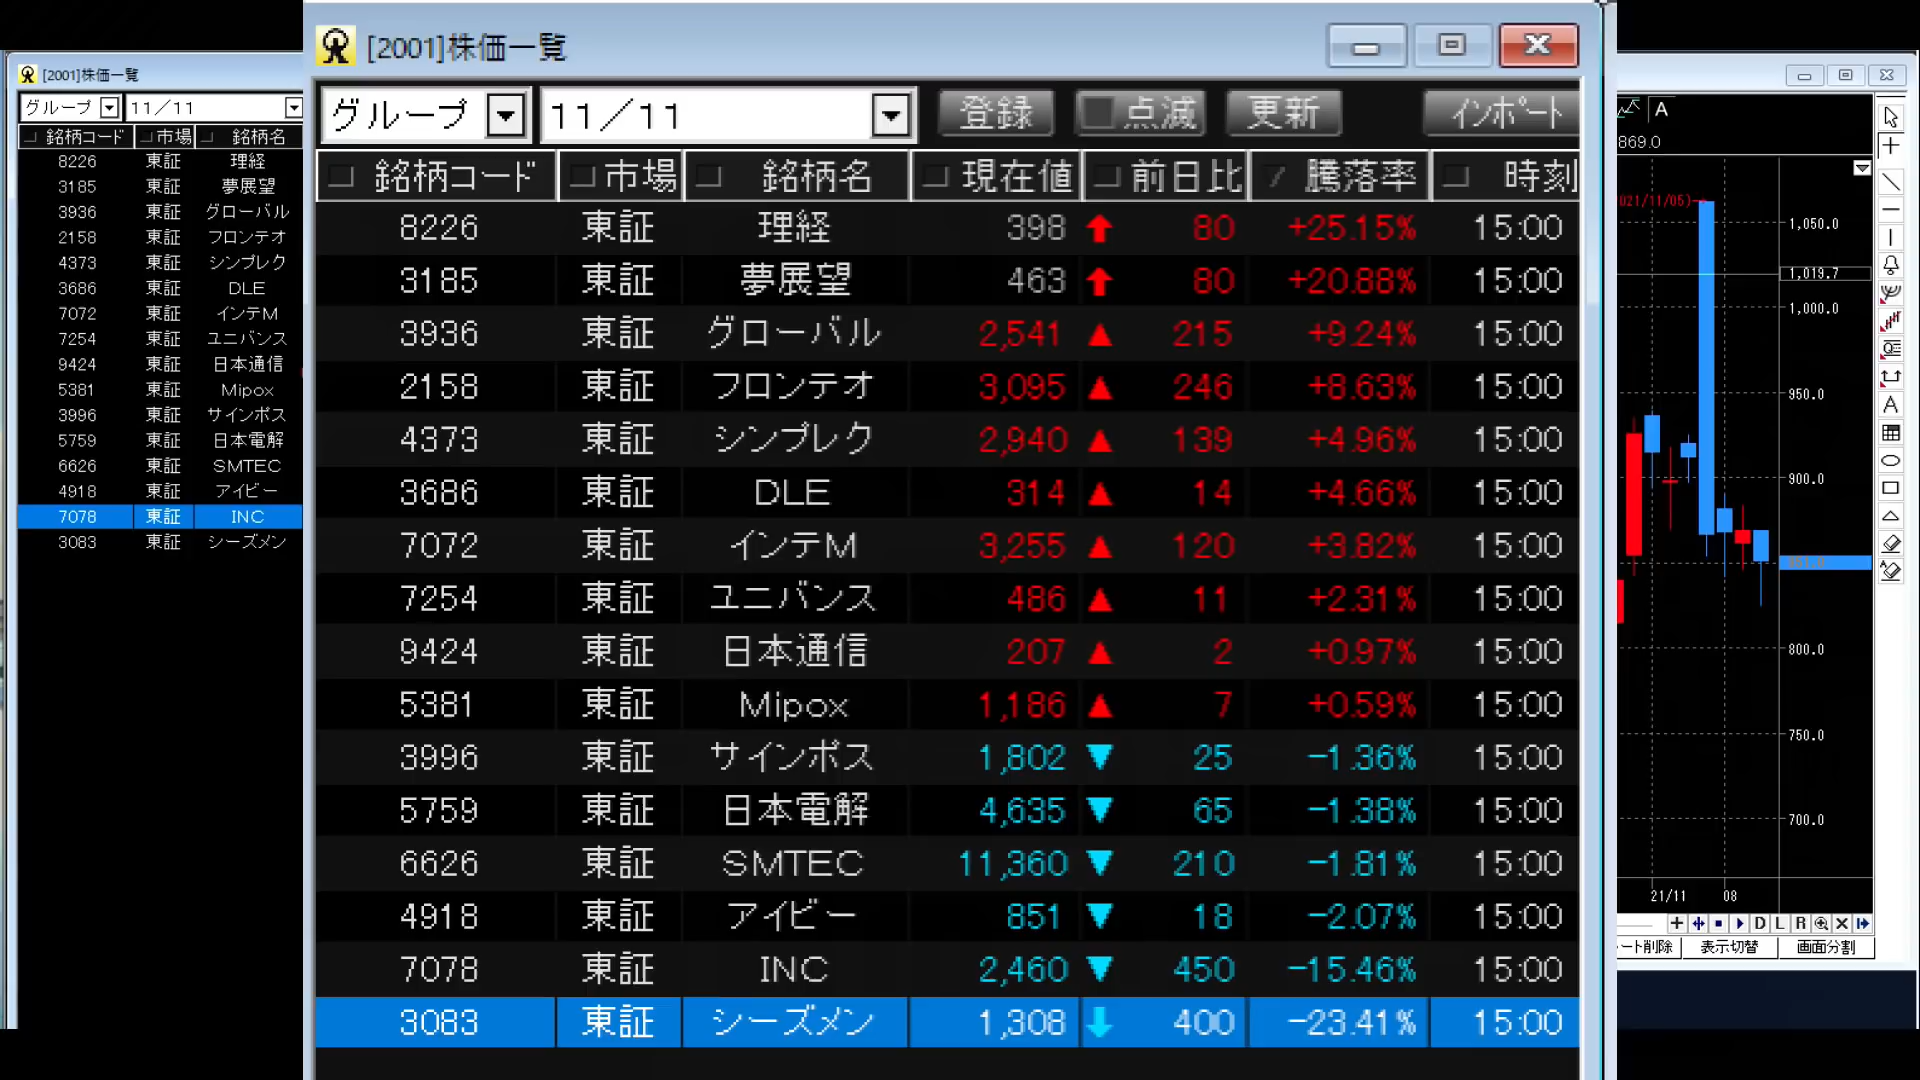 [2001]株価一覧
グループ 11/11
銘柄コード 市場 銘柄名
8226 東証 理経
3185 東証 夢展望
3936 東証 グローバル
2158 東証 フロンテオ
4373 東証 シンプレク
3686 東証 DLE
7072 東証 インテM
7254 東証 ユニバンス
9424 東証 日本通信
5381 東証 Mipox
3996 東証 サインポス
5759 東証 日本電解
6626 東証 SMTEC
4918 東証 アイビー
7078 東証 INC
3083 東証 シーズメン
[2001]株価一覧
グループ 11/11 登録 点滅 更新 インポート
銘柄コード 市場 銘柄名 現在値 前日比 騰落率 時刻
8226 東証 理経 398 80 +25.15% 15:00
3185 東証 夢展望 463 80 +20.88% 15:00
3936 東証 グローバル 2,541 215 +9.24% 15:00
2158 東証 フロンテオ 3,095 246 +8.63% 15:00
4373 東証 シンプレク 2,940 139 +4.96% 15:00
3686 東証 DLE 314 14 +4.66% 15:00
7072 東証 インテM 3,255 120 +3.82% 15:00
7254 東証 ユニバンス 486 11 +2.31% 15:00
9424 東証 日本通信 207 2 +0.97% 15:00
5381 東証 Mipox 1,186 7 +0.59% 15:00
3996 東証 サインポス 1,802 25 -1.36% 15:00
5759 東証 日本電解 4,635 65 -1.38% 15:00
6626 東証 SMTEC 11,360 210 -1.81% 15:00
4918 東証 アイビー 851 18 -2.07% 15:00
7078 東証 INC 2,460 450 -15.46% 15:00
3083 東証 シーズメン 1,308 400 -23.41% 15:00
A
869.0
021/11/05)
1,050.0
1,019.7
1,000.0
950.0
900.0
800.0
750.0
700.0
21/11 08
D L R
ート削除 表示切替 画面分割
A